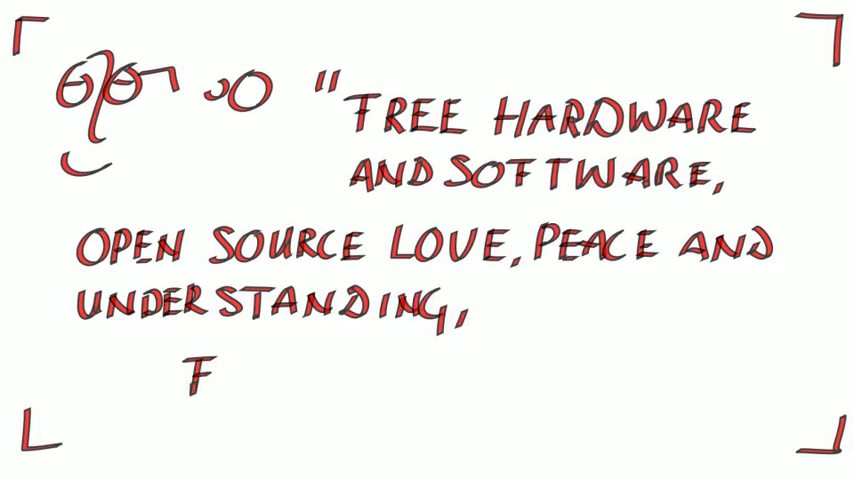 "FREE HARDWARE
AND SOFTWARE,
OPEN SOURCE LOVE, PEACE AND
UNDERSTANDING,
F